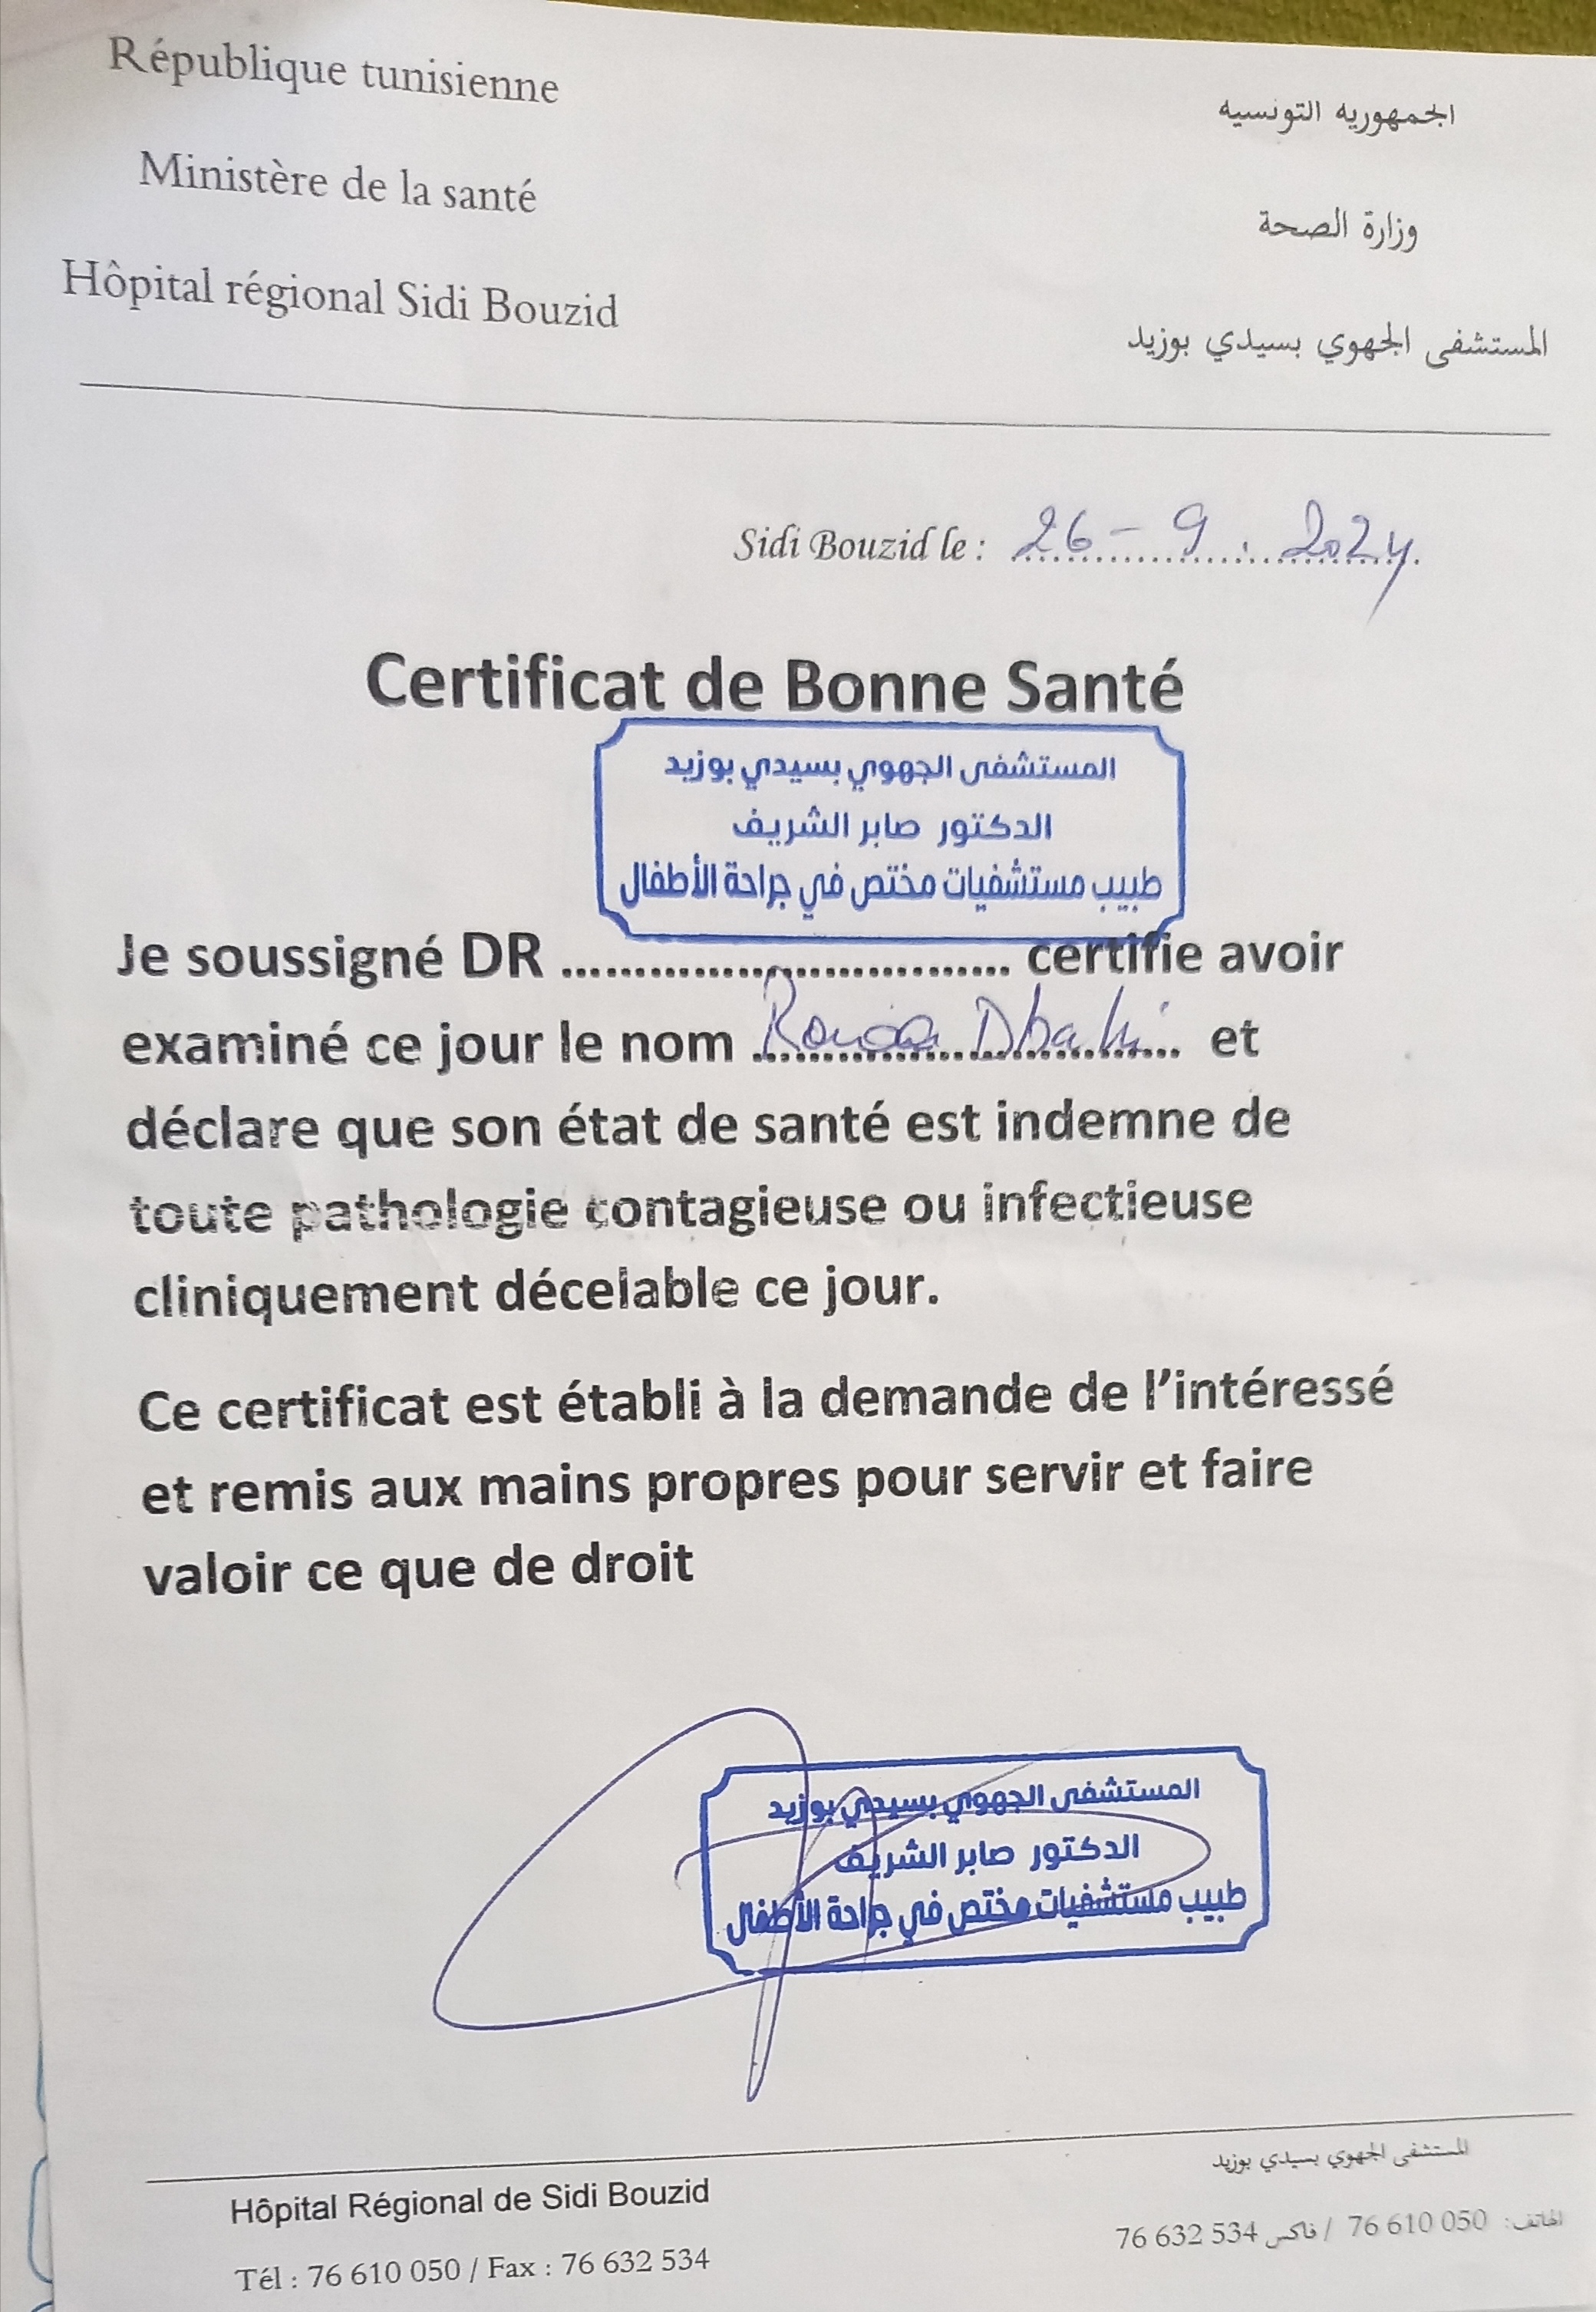 République tunisienne
Ministère de la santé
Hôpital régional Sidi Bouzid
الجمهوريه التونسيه
وزارة الصحة
المستشفى الجهوي بسيدي بوزيد
Sidi Bouzid le : 26 - 9 . 2024
Certificat de Bonne Santé
المستشفى الجهوي بسيدي بوزيد
الدكتور صابر الشريف
طبيب مستشفيات مختص في جراحة الأطفال
Je soussigné DR .............................. certifie avoir
examiné ce jour le nom Dhahi et
déclare que son état de santé est indemne de
toute pathologie contagieuse ou infectieuse
cliniquement décelable ce jour.
Ce certificat est établi à la demande de l'intéressé
et remis aux mains propres pour servir et faire
valoir ce que de droit
المستشفى الجهوي بسيدي بوزيد
الدكتور صابر الشريف
طبيب مستشفيات مختص في جراحة الأطفال
Hôpital Régional de Sidi Bouzid
Tél : 76 610 050 / Fax : 76 632 534
المستشفى الجهوي بسيدي بوزيد
الهاتف: 76 610 050 / فاكس 76 632 534